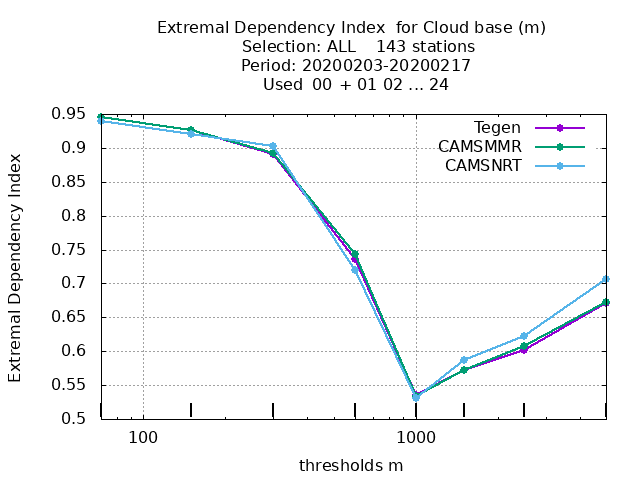 Extremal Dependency Index  for Cloud base (m)
Selection: ALL    143 stations
Period: 20200203-20200217
Used  00 + 01 02 ... 24
0.95
0.9
0.85
0.8
0.75
0.7
0.65
0.6
0.55
0.5
Extremal Dependency Index
Tegen
CAMSMMR
CAMSNRT
100
1000
thresholds m